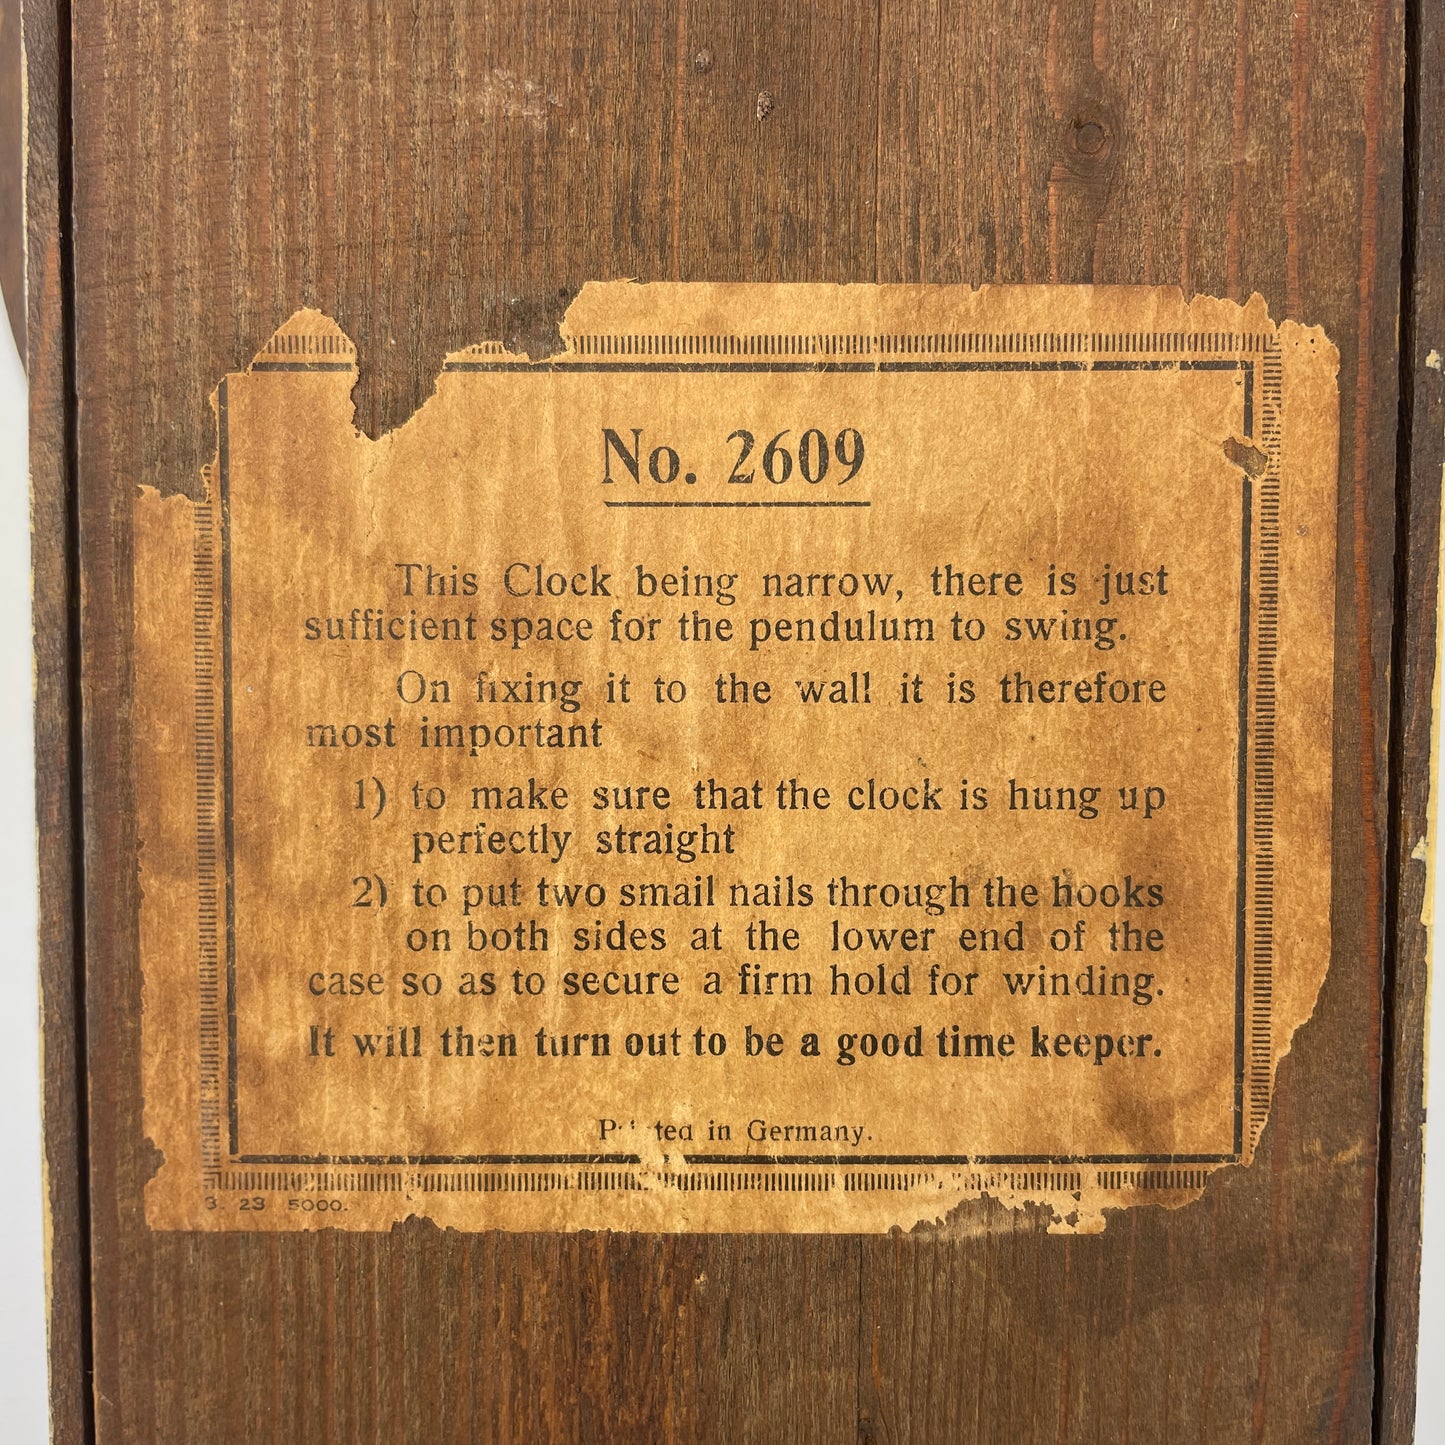 No. 2609
This Clock being narrow, there is just
sufficient space for the pendulum to swing.
On fixing it to the wall it is therefore
most important
1) to make sure that the clock is hung up
perfectly straight
2) to put two small nails through the hooks
on both sides at the lower end of the
case so as to secure a firm hold for winding.
It will then turn out to be a good time keeper.
Printed in Germany.
3. 23 5000.